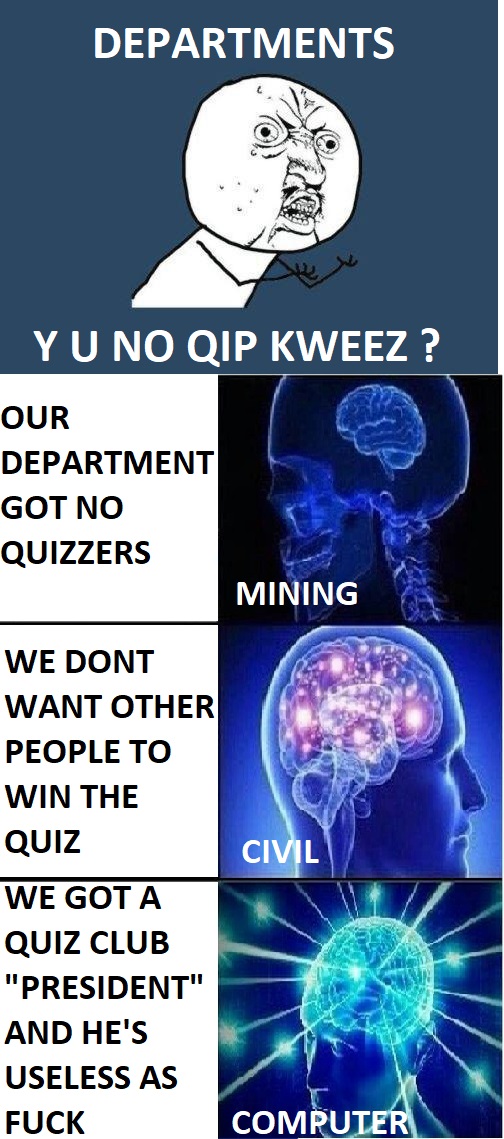 DEPARTMENTS
Y U NO QIP KWEEZ ?
OUR
DEPARTMENT
GOT NO
QUIZZERS
MINING
WE DONT
WANT OTHER
PEOPLE TO
WIN THE
QUIZ
CIVIL
WE GOT A
QUIZ CLUB
"PRESIDENT"
AND HE'S
USELESS AS
FUCK
COMPUTER